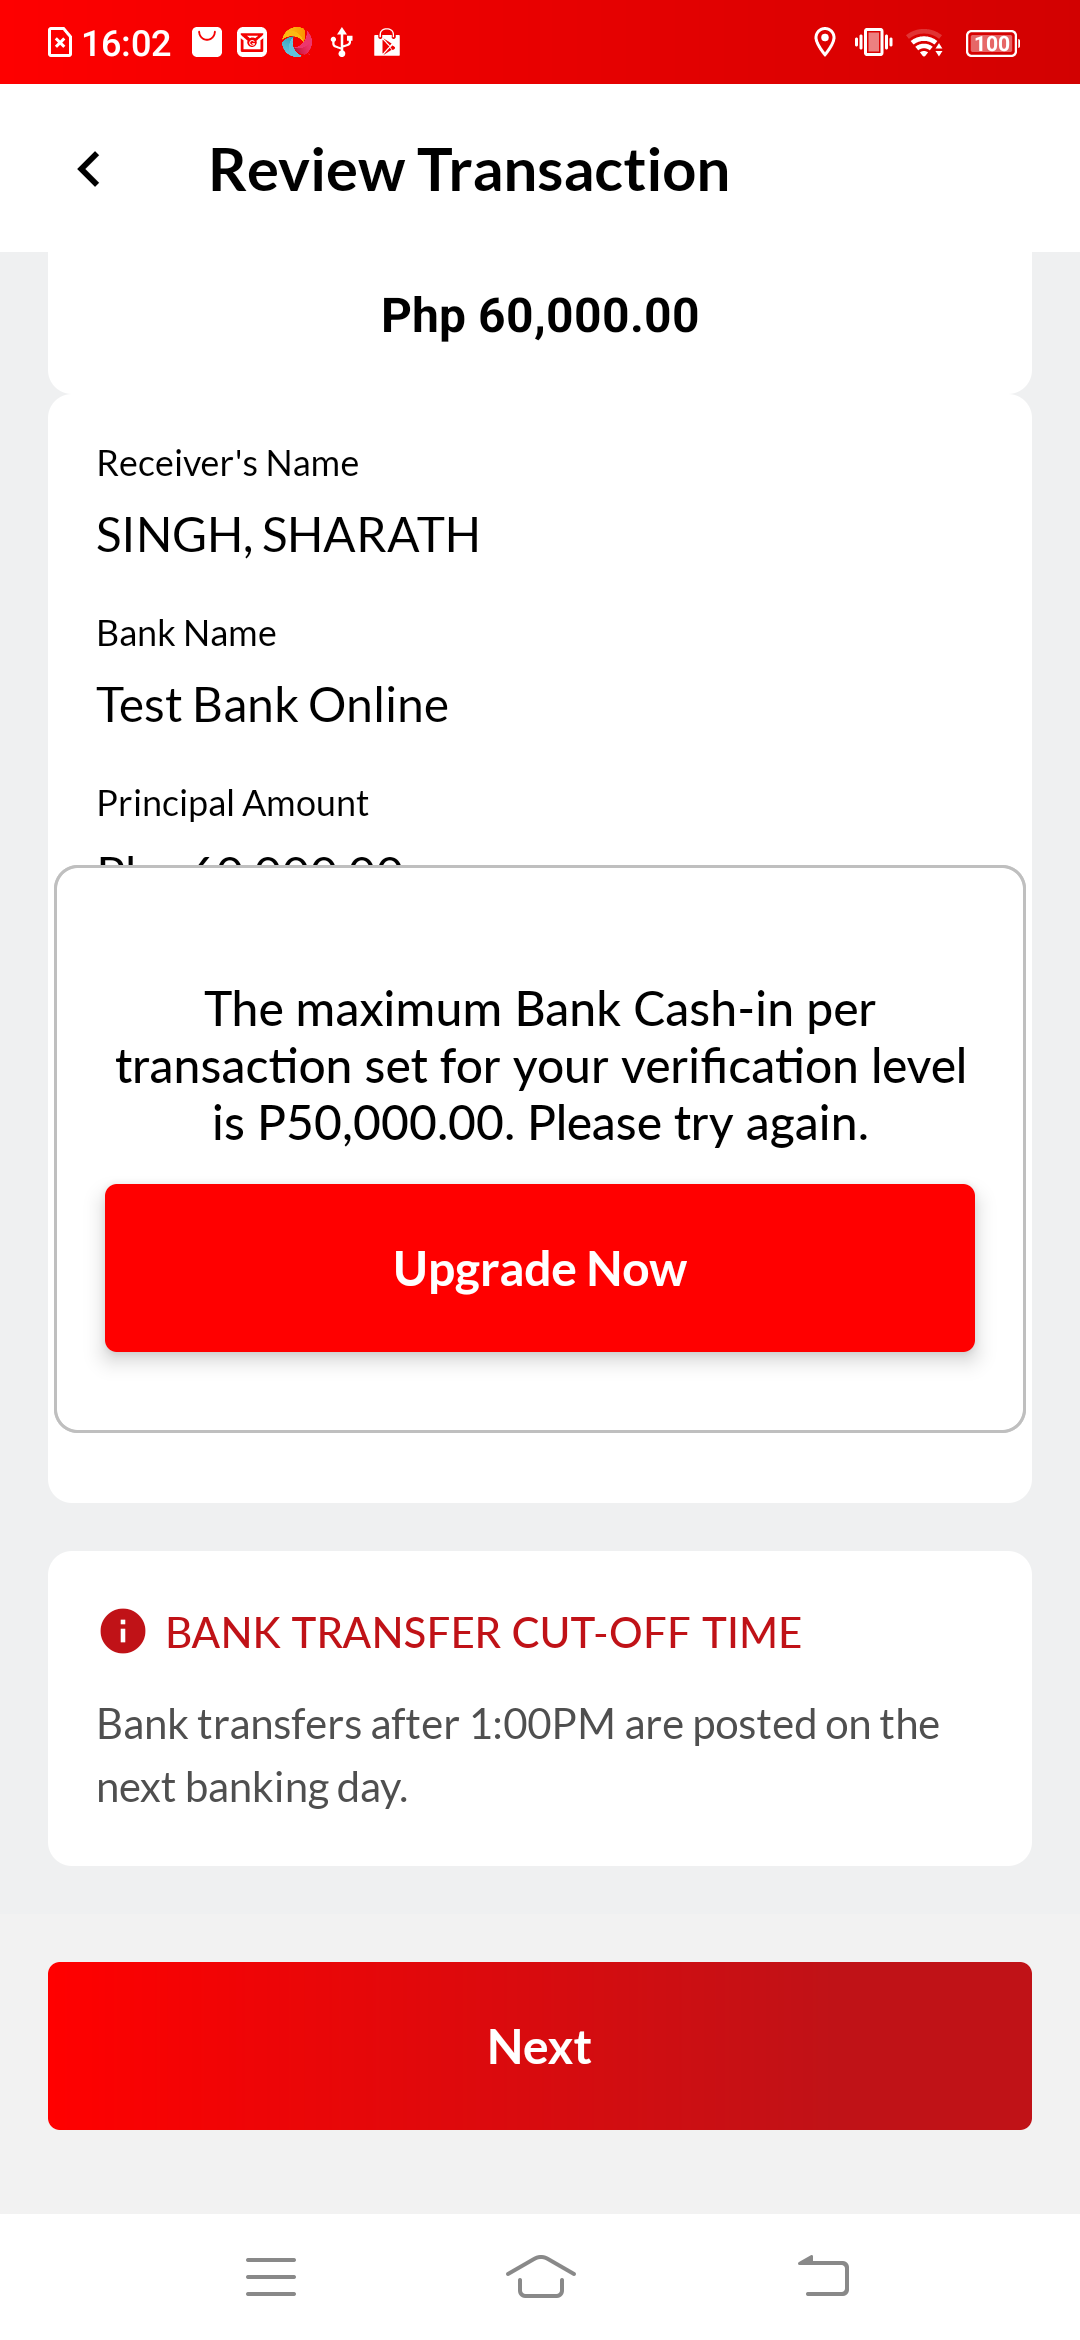 16:02
100
Review Transaction
Php 60,000.00
Receiver's Name
SINGH, SHARATH
Bank Name
Test Bank Online
Principal Amount
The maximum Bank Cash-in per
transaction set for your verification level
is P50,000.00. Please try again.
Upgrade Now
BANK TRANSFER CUT-OFF TIME
Bank transfers after 1:00PM are posted on the
next banking day.
Next